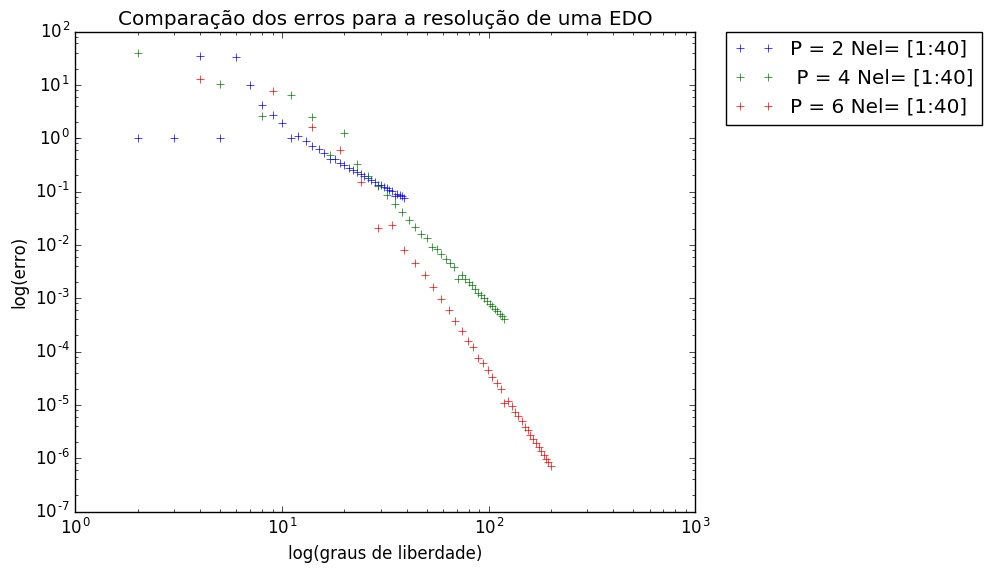 Comparação dos erros para a resolução de uma EDO
P = 2 Nel= [1:40]
P = 4 Nel= [1:40]
P = 6 Nel= [1:40]
log(erro)
10^2
10^1
10^0
10^-1
10^-2
10^-3
10^-4
10^-5
10^-6
10^-7
10^0 10^1 10^2 10^3
log(graus de liberdade)